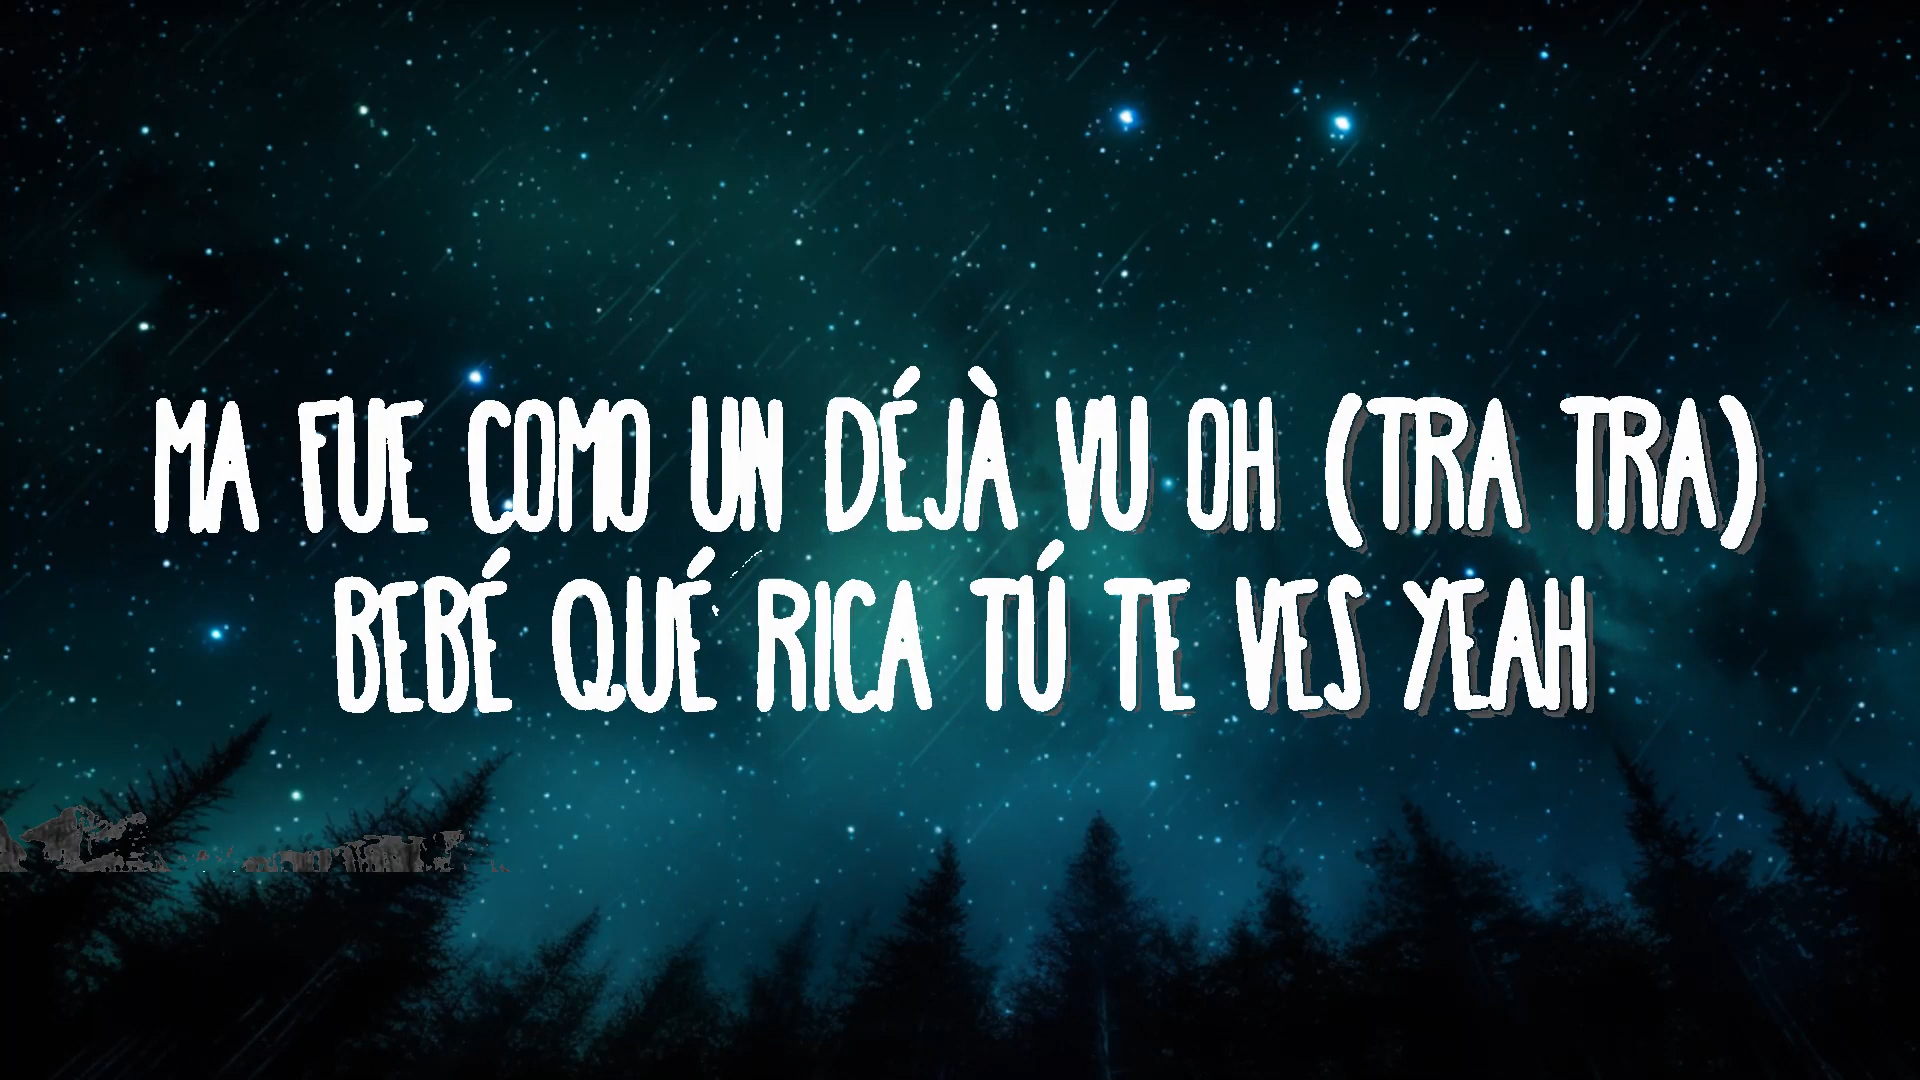 MA FUE COMO UN DÉJÀ VU OH (TRA TRA)
BEBÉ QUÉ RICA TÚ TE VES YEAH